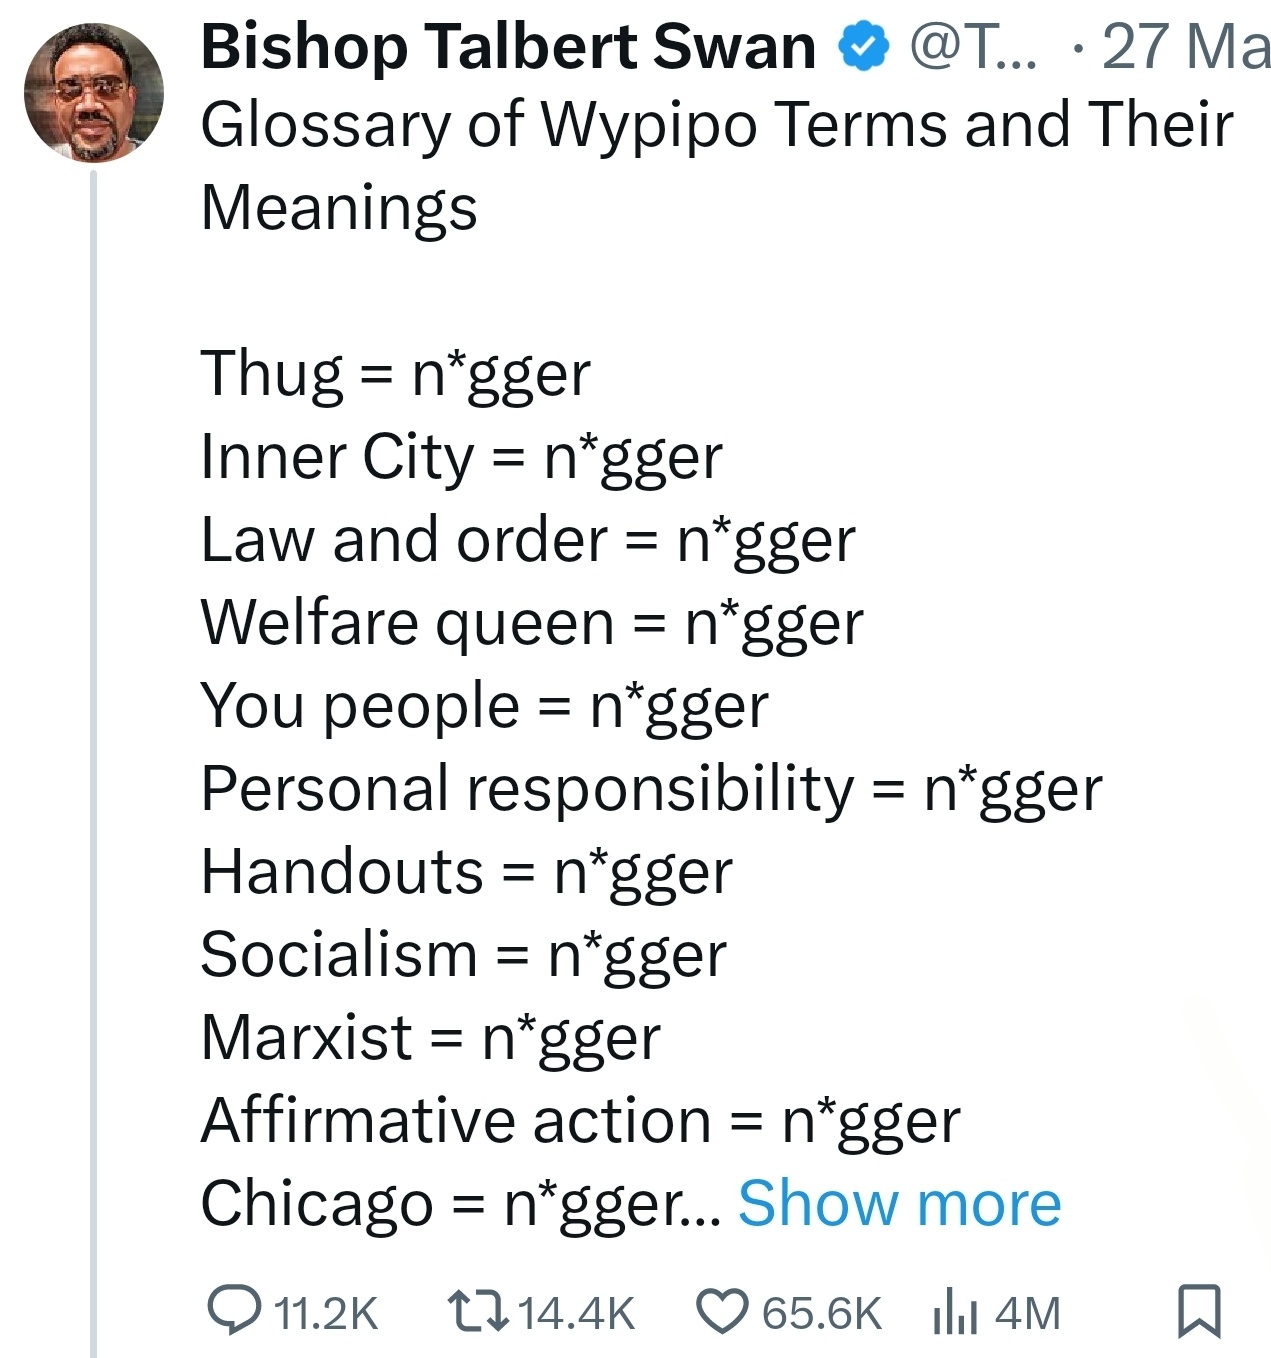 Bishop Talbert Swan @T... · 27 Ma
Glossary of Wypipo Terms and Their
Meanings
Thug = n*gger
Inner City = n*gger
Law and order = n*gger
Welfare queen = n*gger
You people = n*gger
Personal responsibility = n*gger
Handouts = n*gger
Socialism = n*gger
Marxist = n*gger
Affirmative action = n*gger
Chicago = n*gger... Show more
11.2K 14.4K 65.6K 4M